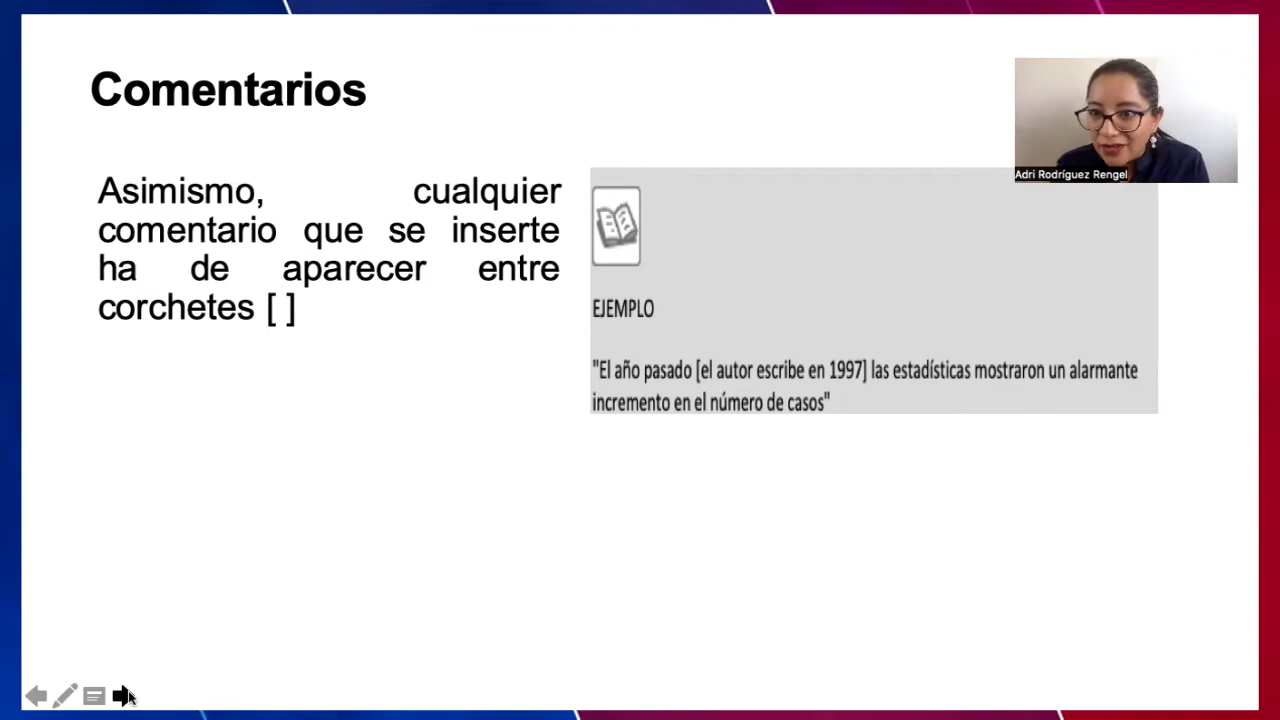 Comentarios
Asimismo, cualquier
comentario que se inserte
ha de aparecer entre
corchetes [ ]
Adri Rodríguez Rengel
EJEMPLO
"El año pasado [el autor escribe en 1997] las estadísticas mostraron un alarmante
incremento en el número de casos"